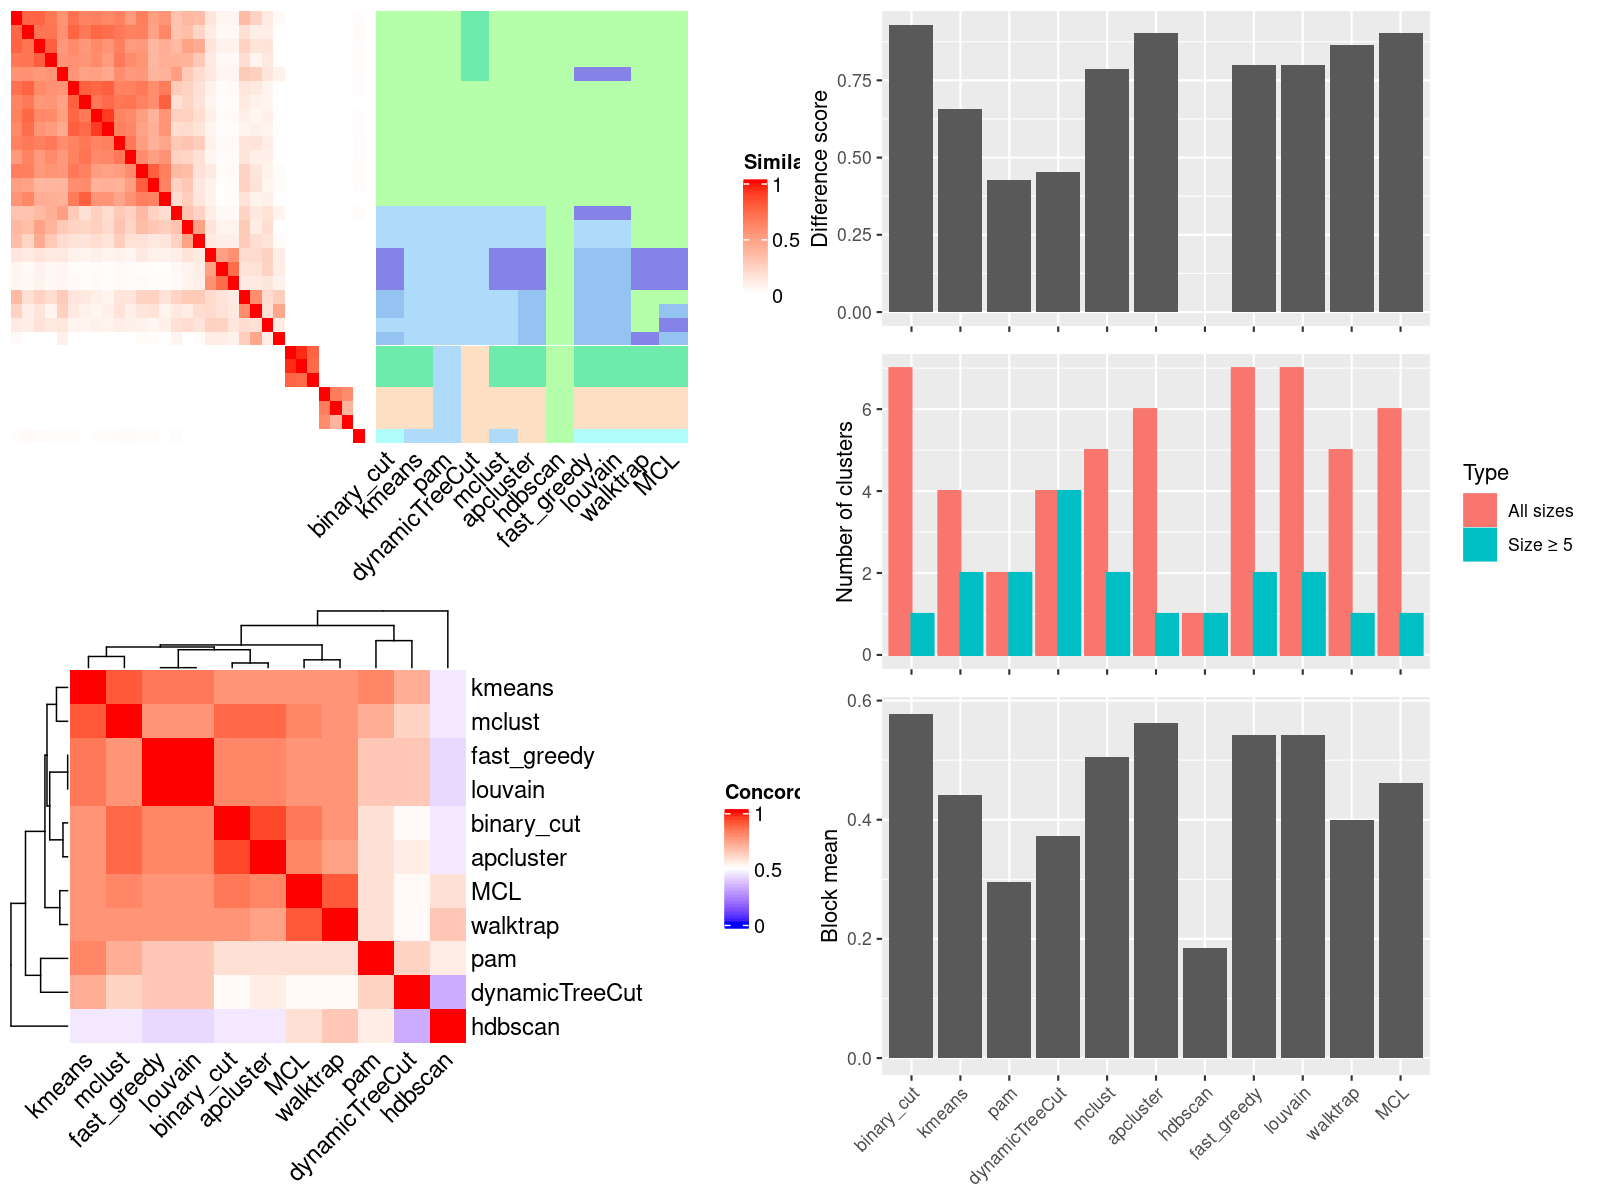 Simila
1
0.5
0
binary_cut
kmeans
pam
dynamicTreeCut
mclust
apcluster
hdbscan
fast_greedy
louvain
walktrap
MCL
kmeans
mclust
fast_greedy
louvain
binary_cut
apcluster
MCL
walktrap
pam
dynamicTreeCut
hdbscan
Concord
1
0.5
0
kmeans
mclust
fast_greedy
louvain
binary_cut
apcluster
MCL
walktrap
pam
dynamicTreeCut
hdbscan
Difference score
0.75
0.50
0.25
0.00
Number of clusters
6
4
2
0
Type
All sizes
Size ≥ 5
Block mean
0.6
0.4
0.2
0.0
binary_cut
kmeans
pam
dynamicTreeCut
mclust
apcluster
hdbscan
fast_greedy
louvain
walktrap
MCL